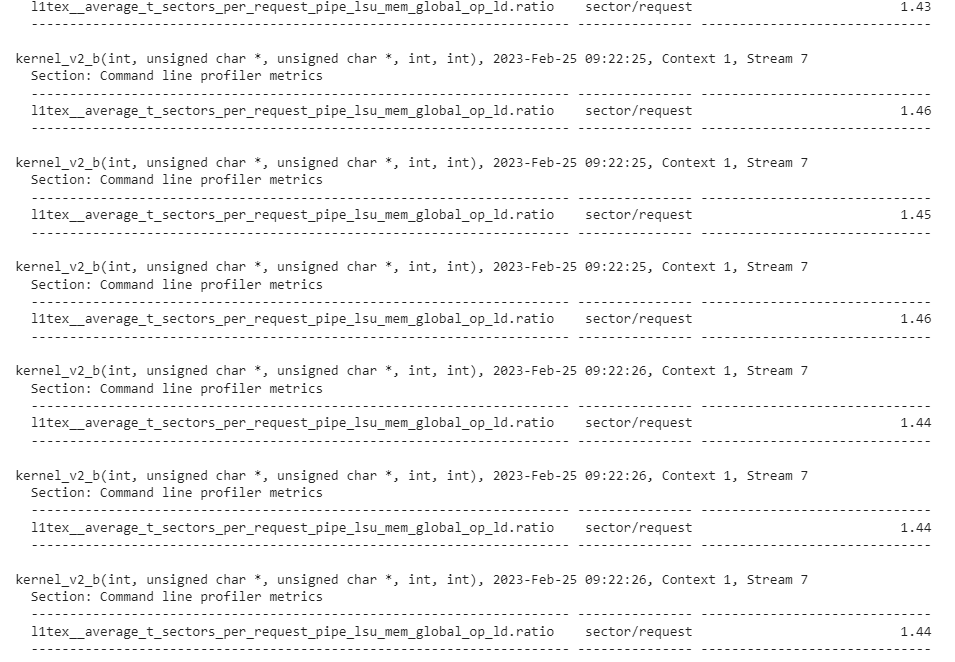 l1tex__average_t_sectors_per_request_pipe_lsu_mem_global_op_ld.ratio    sector/request                           1.43
---------------------------------------------------------------------- --------------- ------------------------------
kernel_v2_b(int, unsigned char *, unsigned char *, int, int), 2023-Feb-25 09:22:25, Context 1, Stream 7
Section: Command line profiler metrics
---------------------------------------------------------------------- --------------- ------------------------------
l1tex__average_t_sectors_per_request_pipe_lsu_mem_global_op_ld.ratio    sector/request                           1.46
---------------------------------------------------------------------- --------------- ------------------------------
kernel_v2_b(int, unsigned char *, unsigned char *, int, int), 2023-Feb-25 09:22:25, Context 1, Stream 7
Section: Command line profiler metrics
---------------------------------------------------------------------- --------------- ------------------------------
l1tex__average_t_sectors_per_request_pipe_lsu_mem_global_op_ld.ratio    sector/request                           1.45
---------------------------------------------------------------------- --------------- ------------------------------
kernel_v2_b(int, unsigned char *, unsigned char *, int, int), 2023-Feb-25 09:22:25, Context 1, Stream 7
Section: Command line profiler metrics
---------------------------------------------------------------------- --------------- ------------------------------
l1tex__average_t_sectors_per_request_pipe_lsu_mem_global_op_ld.ratio    sector/request                           1.46
---------------------------------------------------------------------- --------------- ------------------------------
kernel_v2_b(int, unsigned char *, unsigned char *, int, int), 2023-Feb-25 09:22:26, Context 1, Stream 7
Section: Command line profiler metrics
---------------------------------------------------------------------- --------------- ------------------------------
l1tex__average_t_sectors_per_request_pipe_lsu_mem_global_op_ld.ratio    sector/request                           1.44
---------------------------------------------------------------------- --------------- ------------------------------
kernel_v2_b(int, unsigned char *, unsigned char *, int, int), 2023-Feb-25 09:22:26, Context 1, Stream 7
Section: Command line profiler metrics
---------------------------------------------------------------------- --------------- ------------------------------
l1tex__average_t_sectors_per_request_pipe_lsu_mem_global_op_ld.ratio    sector/request                           1.44
---------------------------------------------------------------------- --------------- ------------------------------
kernel_v2_b(int, unsigned char *, unsigned char *, int, int), 2023-Feb-25 09:22:26, Context 1, Stream 7
Section: Command line profiler metrics
---------------------------------------------------------------------- --------------- ------------------------------
l1tex__average_t_sectors_per_request_pipe_lsu_mem_global_op_ld.ratio    sector/request                           1.44
---------------------------------------------------------------------- --------------- ------------------------------